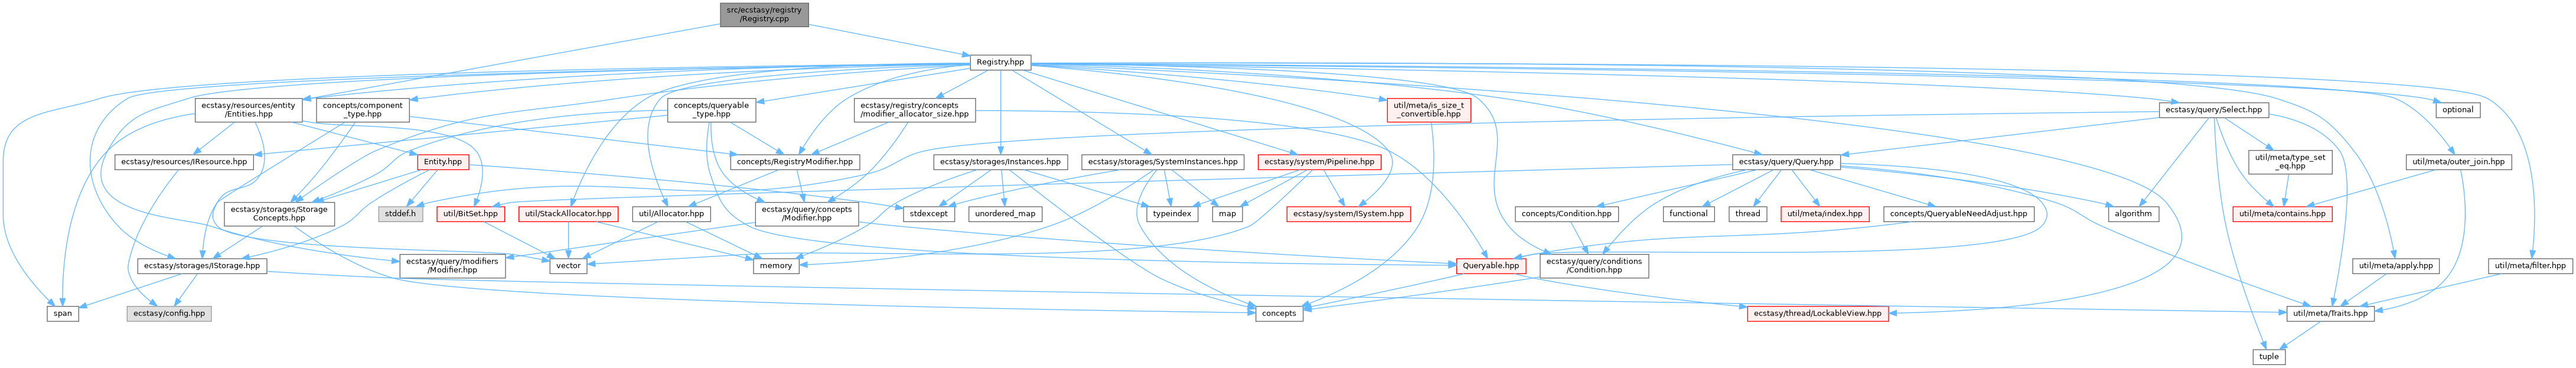 src/ecstasy/registry
/Registry.cpp
Registry.hpp
ecstasy/resources/entity
/Entities.hpp
concepts/component
_type.hpp
concepts/queryable
_type.hpp
ecstasy/registry/concepts
/modifier_allocator_size.hpp
util/meta/is_size_t
_convertible.hpp
ecstasy/query/Select.hpp
optional
ecstasy/resources/IResource.hpp
Entity.hpp
concepts/RegistryModifier.hpp
ecstasy/storages/Instances.hpp
ecstasy/storages/SystemInstances.hpp
ecstasy/system/Pipeline.hpp
ecstasy/query/Query.hpp
util/meta/type_set
_eq.hpp
util/meta/outer_join.hpp
ecstasy/storages/Storage
Concepts.hpp
stddef.h
util/BitSet.hpp
util/StackAllocator.hpp
util/Allocator.hpp
ecstasy/query/concepts
/Modifier.hpp
stdexcept
unordered_map
typeindex
map
ecstasy/system/ISystem.hpp
concepts/Condition.hpp
functional
thread
util/meta/index.hpp
concepts/QueryableNeedAdjust.hpp
algorithm
util/meta/contains.hpp
ecstasy/storages/IStorage.hpp
ecstasy/query/modifiers
/Modifier.hpp
vector
memory
Queryable.hpp
ecstasy/query/conditions
/Condition.hpp
util/meta/apply.hpp
util/meta/filter.hpp
span
ecstasy/config.hpp
concepts
ecstasy/thread/LockableView.hpp
util/meta/Traits.hpp
tuple